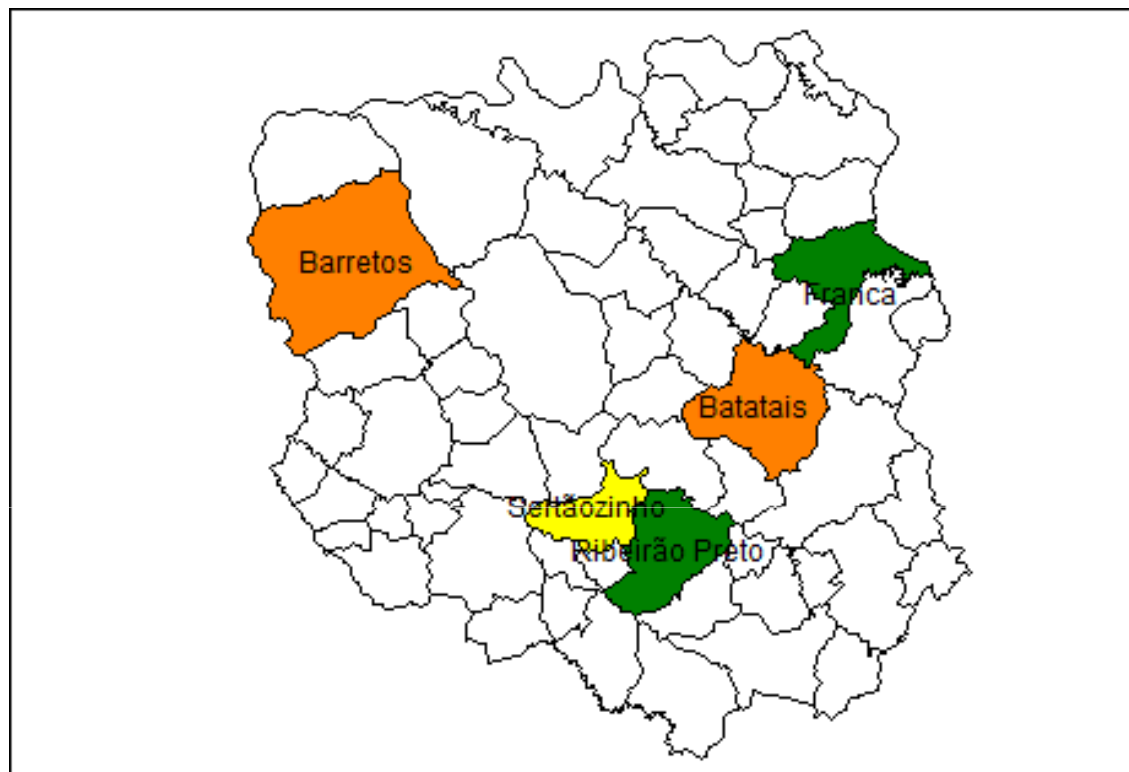 Barretos
Franca
Batatais
Sertãozinho
Ribeirão Preto